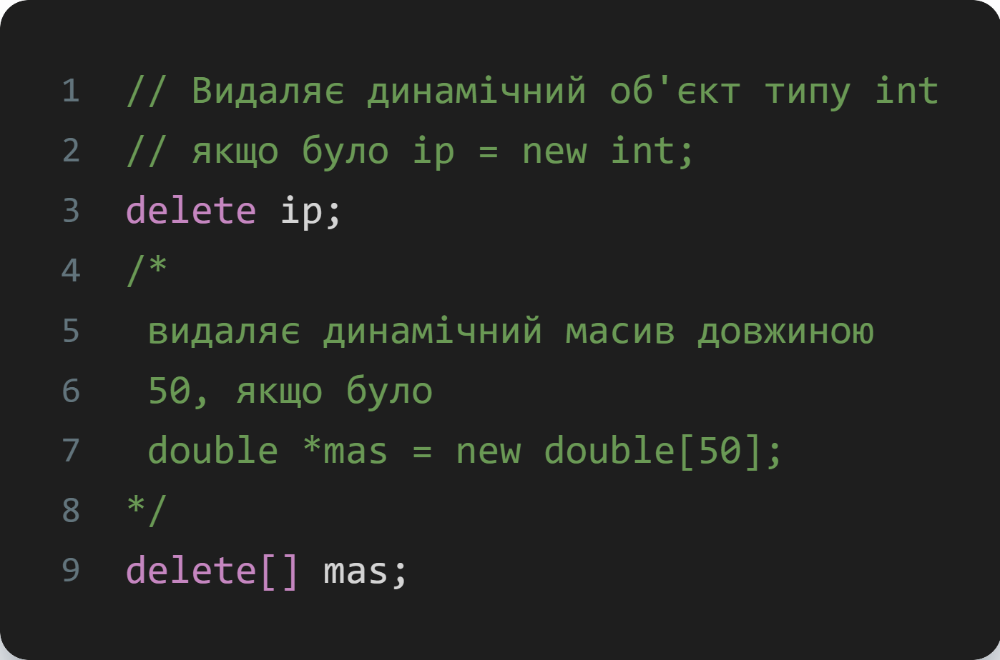 1 // Видаляє динамічний об'єкт типу int
2 // якщо було ip = new int;
3 delete ip;
4 /*
5 видаляє динамічний масив довжиною
6 50, якщо було
7 double *mas = new double[50];
8 */
9 delete[] mas;